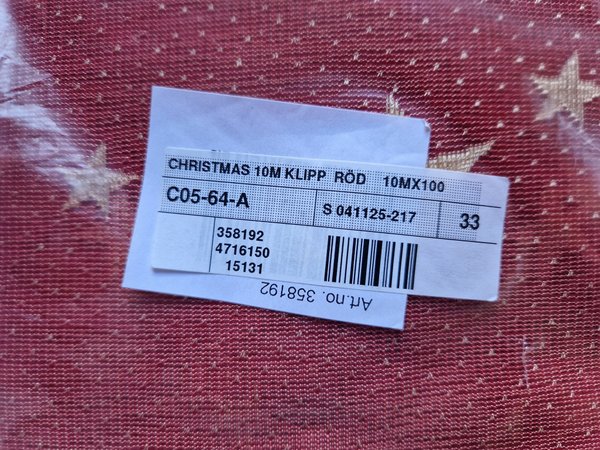 CHRISTMAS 10M KLIPP RÖD 10MX100
C05-64-A
S 041125-217
33
358192
4716150
15131
Art.no. 358192